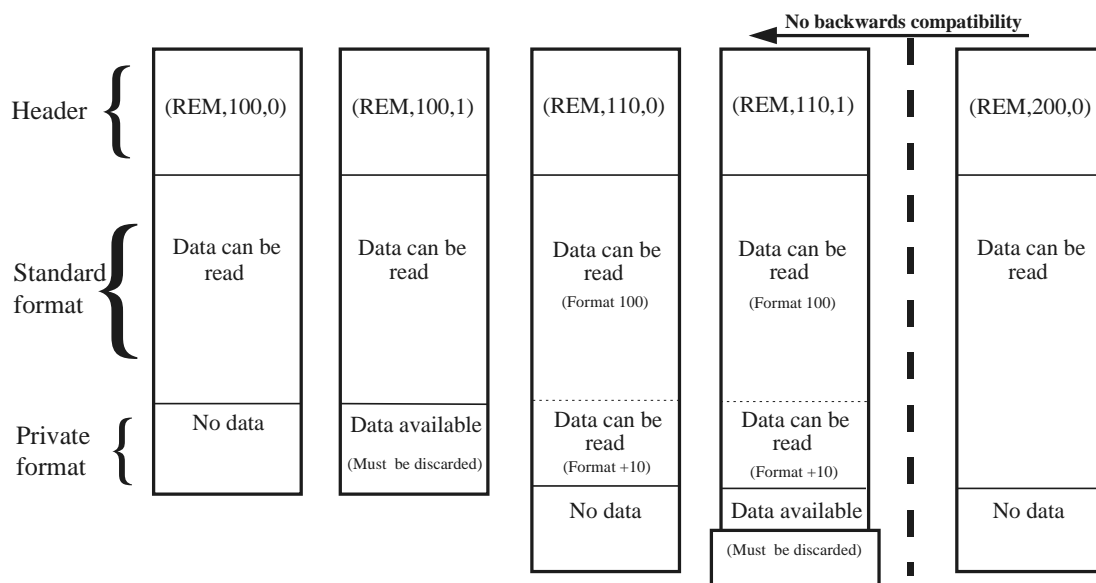 No backwards compatibility
Header
(REM,100,0)
(REM,100,1)
(REM,110,0)
(REM,110,1)
(REM,200,0)
Standard
format
Data can be
read
Data can be
read
Data can be
read
(Format 100)
Data can be
read
(Format 100)
Data can be
read
Private
format
No data
Data available
(Must be discarded)
Data can be
read
(Format +10)
Data can be
read
(Format +10)
No data
Data available
(Must be discarded)
No data